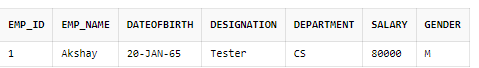 EMP_ID EMP_NAME DATEOFBIRTH DESIGNATION DEPARTMENT SALARY GENDER
1 Akshay 20-JAN-65 Tester CS 80000 M